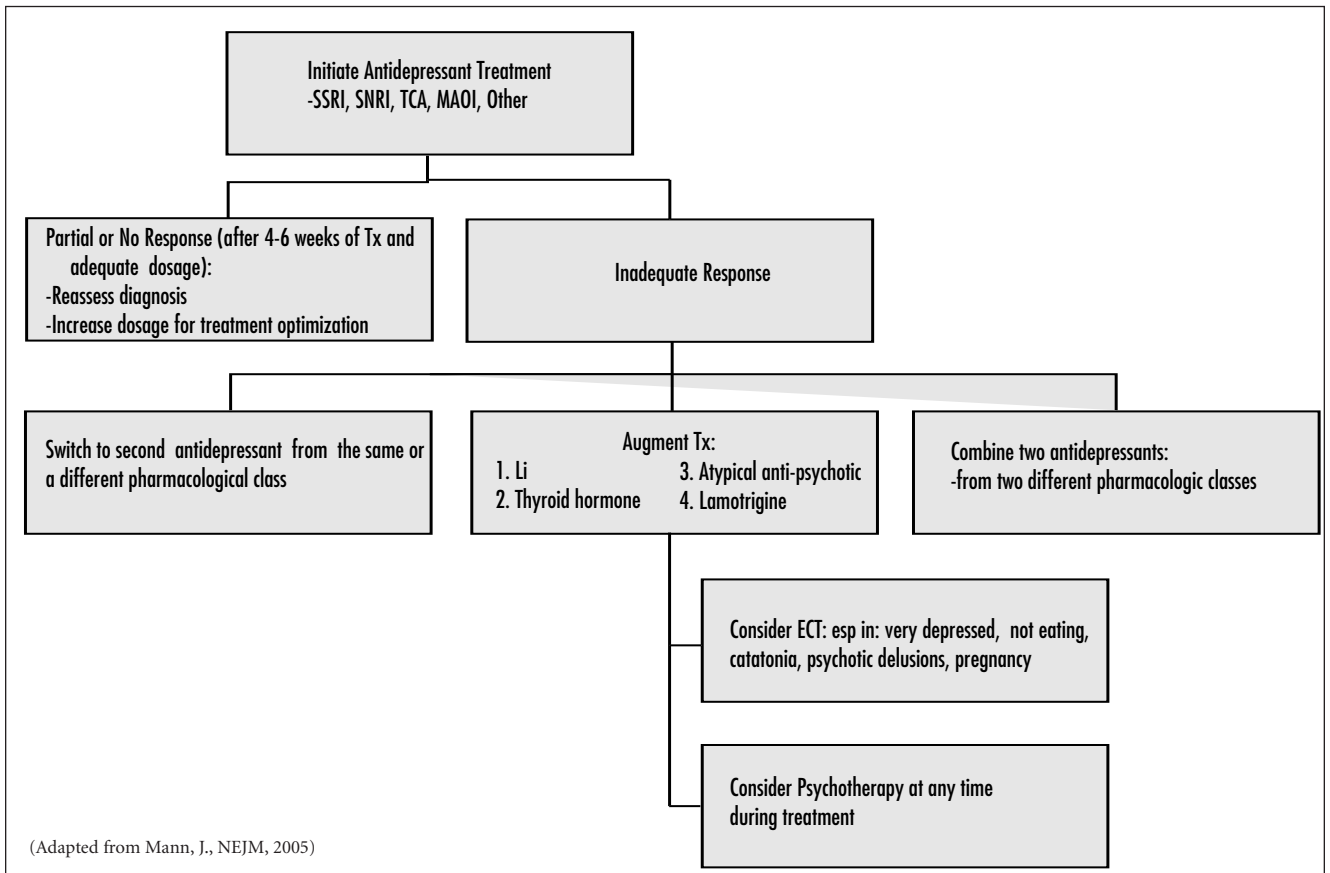 Initiate Antidepressant Treatment
-SSRI, SNRI, TCA, MAOI, Other
Partial or No Response (after 4-6 weeks of Tx and
adequate dosage):
-Reassess diagnosis
-Increase dosage for treatment optimization
Inadequate Response
Switch to second antidepressant from the same or
a different pharmacological class
Augment Tx:
1. Li
2. Thyroid hormone
3. Atypical anti-psychotic
4. Lamotrigine
Combine two antidepressants:
-from two different pharmacologic classes
Consider ECT: esp in: very depressed, not eating,
catatonia, psychotic delusions, pregnancy
Consider Psychotherapy at any time
during treatment
(Adapted from Mann, J., NEJM, 2005)